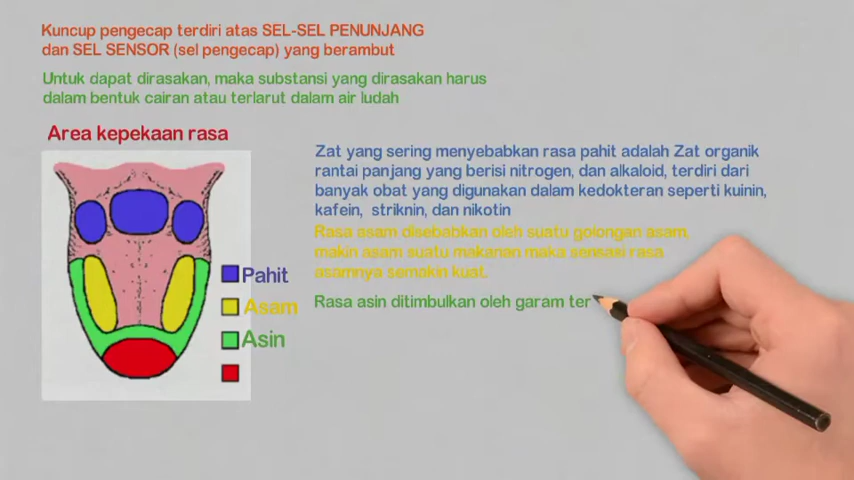 Kuncup pengecap terdiri atas SEL-SEL PENUNJANG
dan SEL SENSOR (sel pengecap) yang berambut
Untuk dapat dirasakan, maka substansi yang dirasakan harus
dalam bentuk cairan atau terlarut dalam air ludah
Area kepekaan rasa
Pahit
Asam
Asin
Zat yang sering menyebabkan rasa pahit adalah Zat organik
rantai panjang yang berisi nitrogen, dan alkaloid, terdiri dari
banyak obat yang digunakan dalam kedokteran seperti kuinin,
kafein, striknin, dan nikotin
Rasa asam disebabkan oleh suatu golongan asam,
makin asam suatu makanan maka sensasi rasa
asamnya semakin kuat.
Rasa asin ditimbulkan oleh garam ter